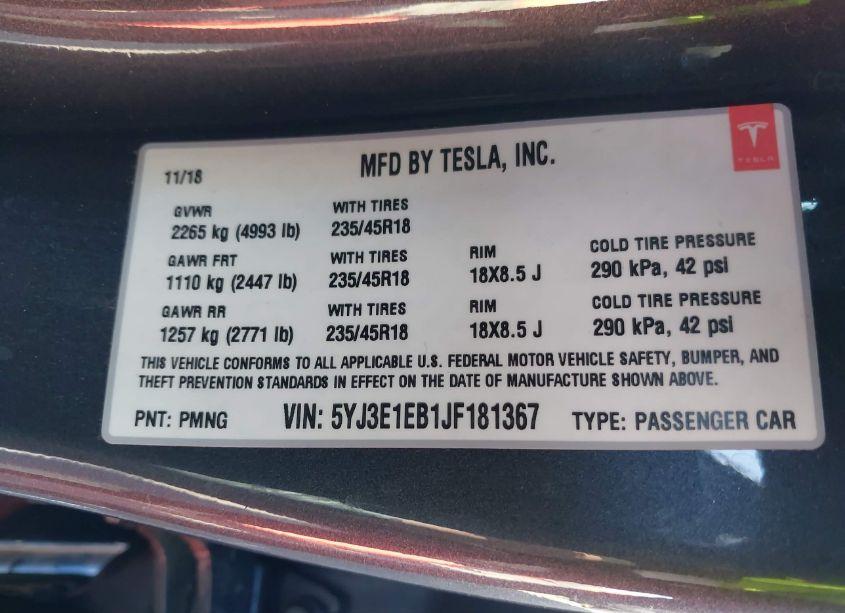 TESLA
11/18
MFD BY TESLA, INC.
GVWR WITH TIRES
2265 kg (4993 lb) 235/45R18
GAWR FRT WITH TIRES RIM COLD TIRE PRESSURE
1110 kg (2447 lb) 235/45R18 18X8.5 J 290 kPa, 42 psi
GAWR RR WITH TIRES RIM COLD TIRE PRESSURE
1257 kg (2771 lb) 235/45R18 18X8.5 J 290 kPa, 42 psi
THIS VEHICLE CONFORMS TO ALL APPLICABLE U.S. FEDERAL MOTOR VEHICLE SAFETY, BUMPER, AND
THEFT PREVENTION STANDARDS IN EFFECT ON THE DATE OF MANUFACTURE SHOWN ABOVE.
PNT: PMNG VIN: 5YJ3E1EB1JF181367 TYPE: PASSENGER CAR